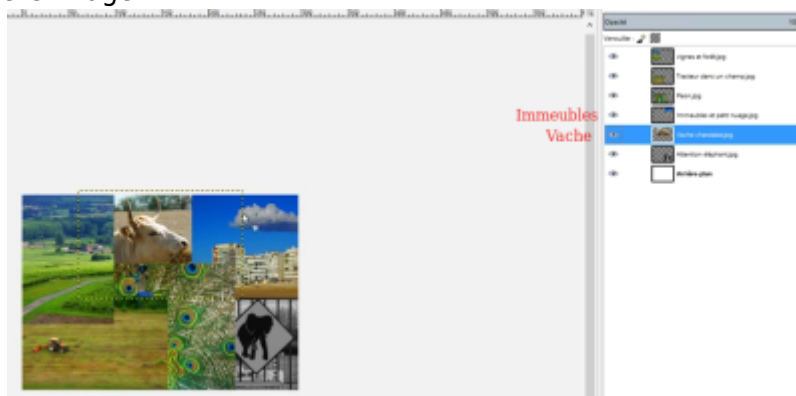 Opacité
Verrouiller :
vignes et forêt.jpg
Tracteur dans un champ.jpg
Paon.jpg
Immeubles
Immeubles et petit nuage.jpg
Vache
Vache charolaise.jpg
Attention éléphant.jpg
Arrière-plan